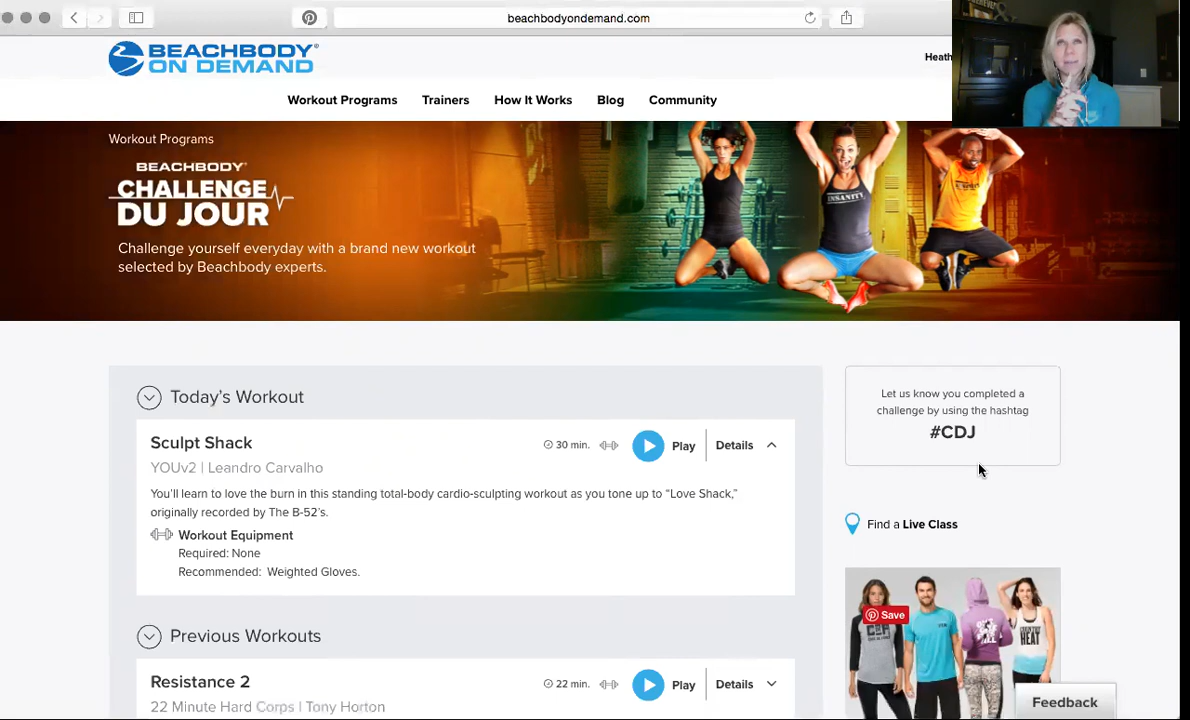 beachbodyondemand.com
BEACHBODY®
ON DEMAND
Heath
Workout Programs
Trainers
How It Works
Blog
Community
Workout Programs
BEACHBODY
CHALLENGE
DU JOUR
Challenge yourself everyday with a brand new workout
selected by Beachbody experts.
INSANITY
Today's Workout
Sculpt Shack
30 min.
Play
Details
YOUv2 | Leandro Carvalho
You'll learn to love the burn in this standing total-body cardio-sculpting workout as you tone up to “Love Shack,”
originally recorded by The B-52's.
Workout Equipment
Required: None
Recommended: Weighted Gloves.
Let us know you completed a
challenge by using the hashtag
#CDJ
Find a Live Class
Save
COUNTRY
HEAT
Previous Workouts
Resistance 2
22 min.
Play
Details
22 Minute Hard Corps | Tony Horton
Feedback